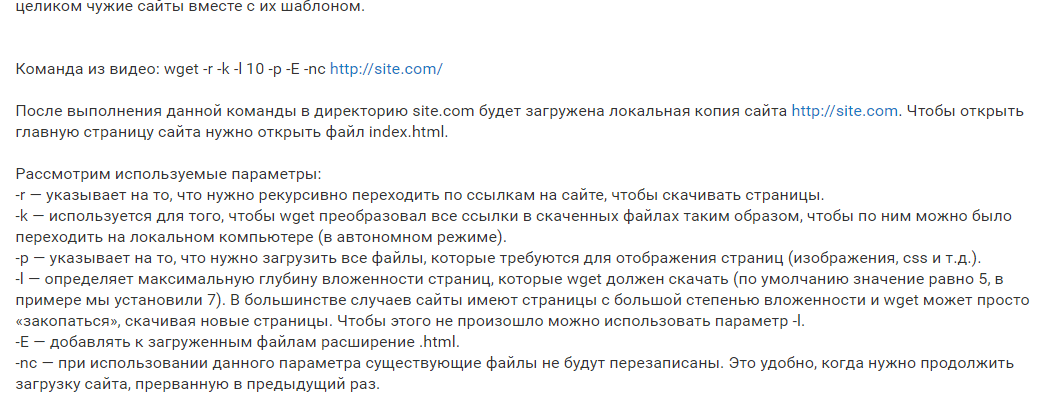 целиком чужие сайты вместе с их шаблоном.
Команда из видео: wget -r -k -l 10 -p -E -nc http://site.com/
После выполнения данной команды в директорию site.com будет загружена локальная копия сайта http://site.com. Чтобы открыть
главную страницу сайта нужно открыть файл index.html.
Рассмотрим используемые параметры:
-r — указывает на то, что нужно рекурсивно переходить по ссылкам на сайте, чтобы скачивать страницы.
-k — используется для того, чтобы wget преобразовал все ссылки в скаченных файлах таким образом, чтобы по ним можно было
переходить на локальном компьютере (в автономном режиме).
-p — указывает на то, что нужно загрузить все файлы, которые требуются для отображения страниц (изображения, css и т.д.).
-l — определяет максимальную глубину вложенности страниц, которые wget должен скачать (по умолчанию значение равно 5, в
примере мы установили 7). В большинстве случаев сайты имеют страницы с большой степенью вложенности и wget может просто
«закопаться», скачивая новые страницы. Чтобы этого не произошло можно использовать параметр -l.
-E — добавлять к загруженным файлам расширение .html.
-nc — при использовании данного параметра существующие файлы не будут перезаписаны. Это удобно, когда нужно продолжить
загрузку сайта, прерванную в предыдущий раз.